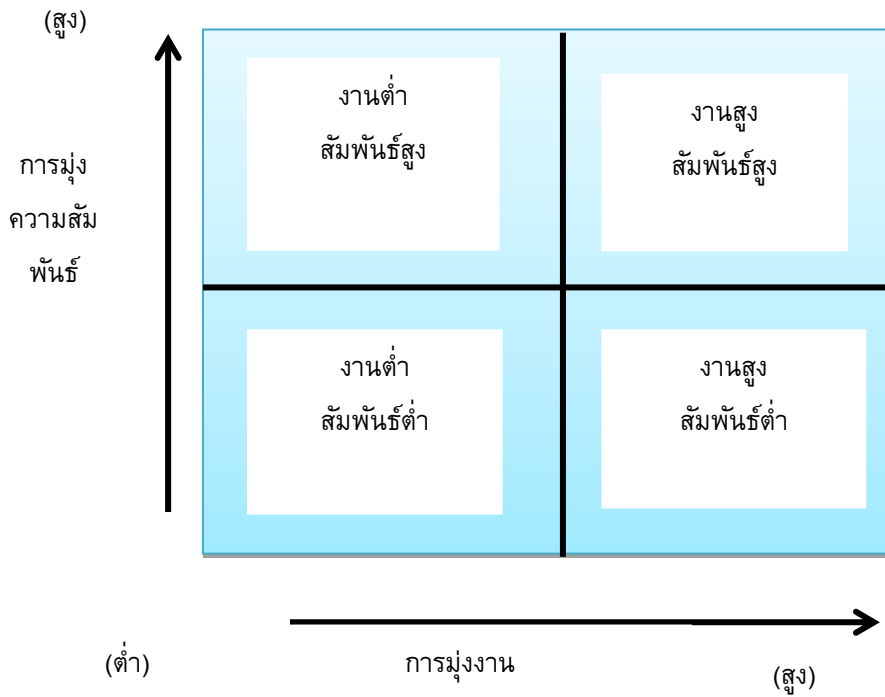 (สูง)
การมุ่ง
ความสัม
พันธ์
งานต่ำ
สัมพันธ์สูง
งานสูง
สัมพันธ์สูง
งานต่ำ
สัมพันธ์ต่ำ
งานสูง
สัมพันธ์ต่ำ
(ต่ำ)
การมุ่งงาน
(สูง)